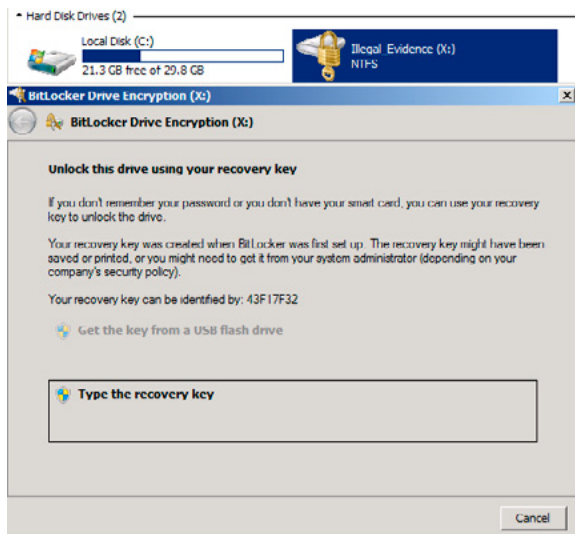 Hard Disk Drives (2)
Local Disk (C:)
21.3 GB free of 29.8 GB
Illegal Evidence (X:)
NTFS
BitLocker Drive Encryption (X:)
BitLocker Drive Encryption (X:)
Unlock this drive using your recovery key
If you don't remember your password or you don't have your smart card, you can use your recovery
key to unlock the drive.
Your recovery key was created when BitLocker was first set up. The recovery key might have been
saved or printed, or you might need to get it from your system administrator (depending on your
company's security policy).
Your recovery key can be identified by: 43F17F32
Get the key from a USB flash drive
Type the recovery key
Cancel